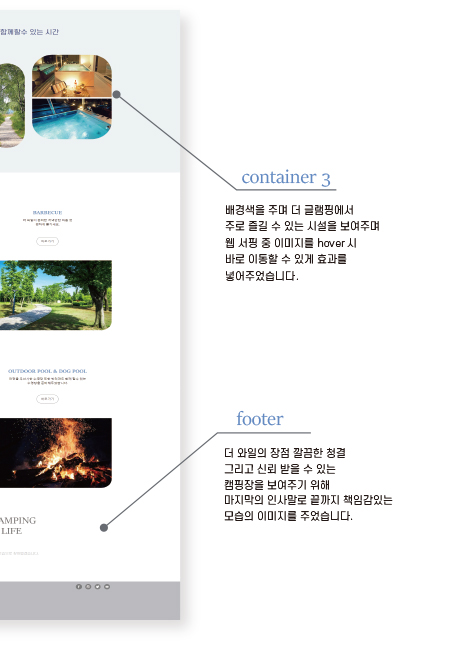 함께할수 있는 시간
container 3
배경색을 주며 더 글램핑에서
주로 즐길 수 있는 시설을 보여주며
웹 서핑 중 이미지를 hover 시
바로 이동할 수 있게 효과를
넣어주었습니다.
BARBECUE
OUTDOOR POOL & DOG POOL
footer
더 와일의 장점 깔끔한 청결
그리고 신뢰 받을 수 있는
캠핑장을 보여주기 위해
마지막의 인사말로 끝까지 책임감있는
모습의 이미지를 주었습니다.
AMPING
LIFE